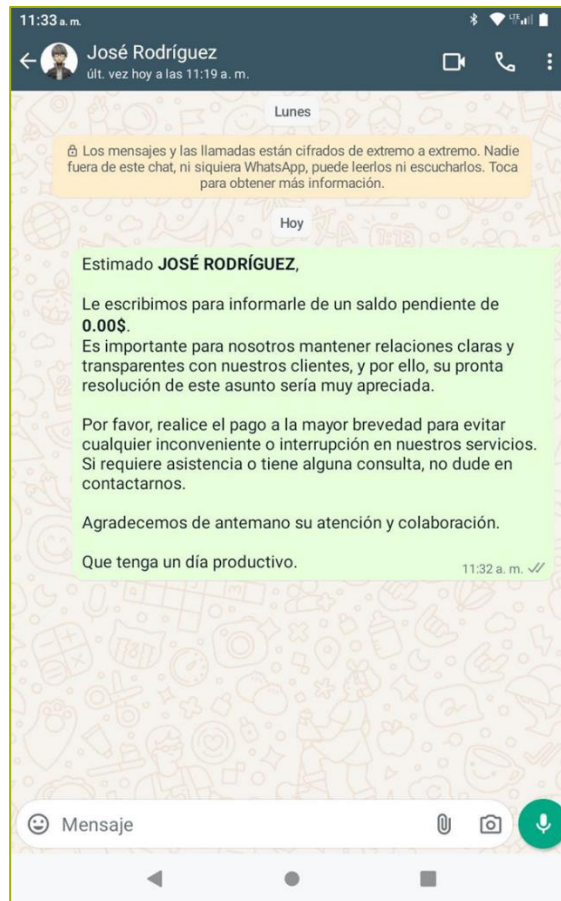 11:33 a. m.
LTE
José Rodríguez
últ. vez hoy a las 11:19 a. m.
Lunes
Los mensajes y las llamadas están cifrados de extremo a extremo. Nadie
fuera de este chat, ni siquiera WhatsApp, puede leerlos ni escucharlos. Toca
para obtener más información.
Hoy
Estimado JOSÉ RODRÍGUEZ,
Le escribimos para informarle de un saldo pendiente de
0.00$.
Es importante para nosotros mantener relaciones claras y
transparentes con nuestros clientes, y por ello, su pronta
resolución de este asunto sería muy apreciada.
Por favor, realice el pago a la mayor brevedad para evitar
cualquier inconveniente o interrupción en nuestros servicios.
Si requiere asistencia o tiene alguna consulta, no dude en
contactarnos.
Agradecemos de antemano su atención y colaboración.
Que tenga un día productivo.
11:32 a. m.
Mensaje